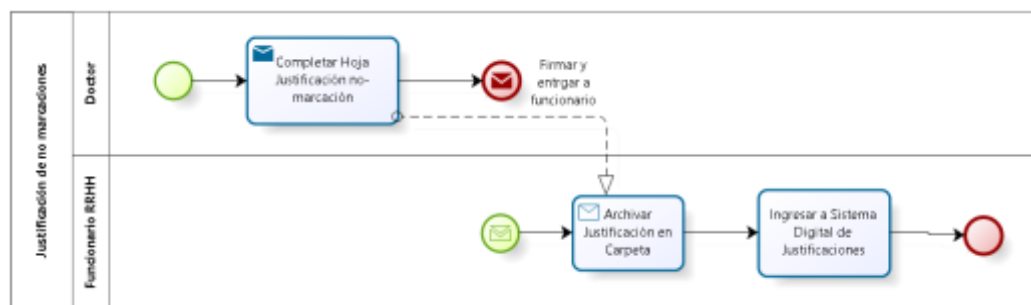 Justificación de no marcaciones
Doctor
Completar Hoja
Justificación no-
marcación
Firmar y
entrgar a
funcionario
Funcionario RRHH
Archivar
Justificación en
Carpeta
Ingresar a Sistema
Digital de
Justificaciones